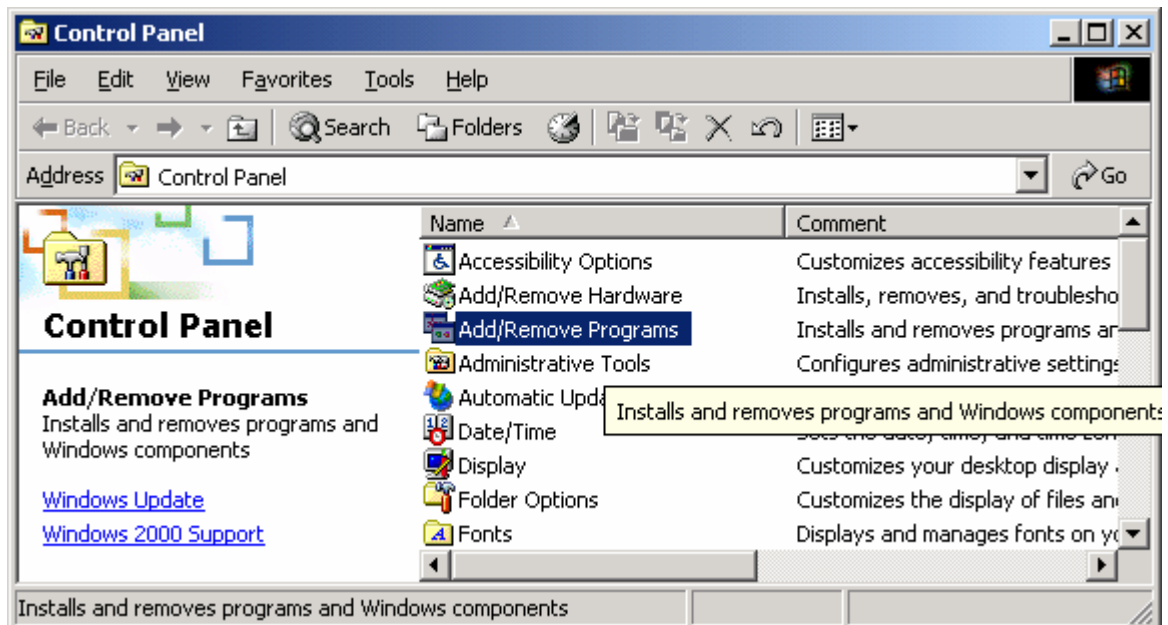 Control Panel
File Edit View Favorites Tools Help
Back Search Folders
Address Control Panel Go
Control Panel
Add/Remove Programs
Installs and removes programs and
Windows components
Windows Update
Windows 2000 Support
Name Comment
Accessibility Options Customizes accessibility features
Add/Remove Hardware Installs, removes, and troublesho
Add/Remove Programs Installs and removes programs an
Administrative Tools Configures administrative settings
Automatic Upda
Installs and removes programs and Windows components
Date/Time
Display Customizes your desktop display
Folder Options Customizes the display of files an
Fonts Displays and manages fonts on yo
Installs and removes programs and Windows components